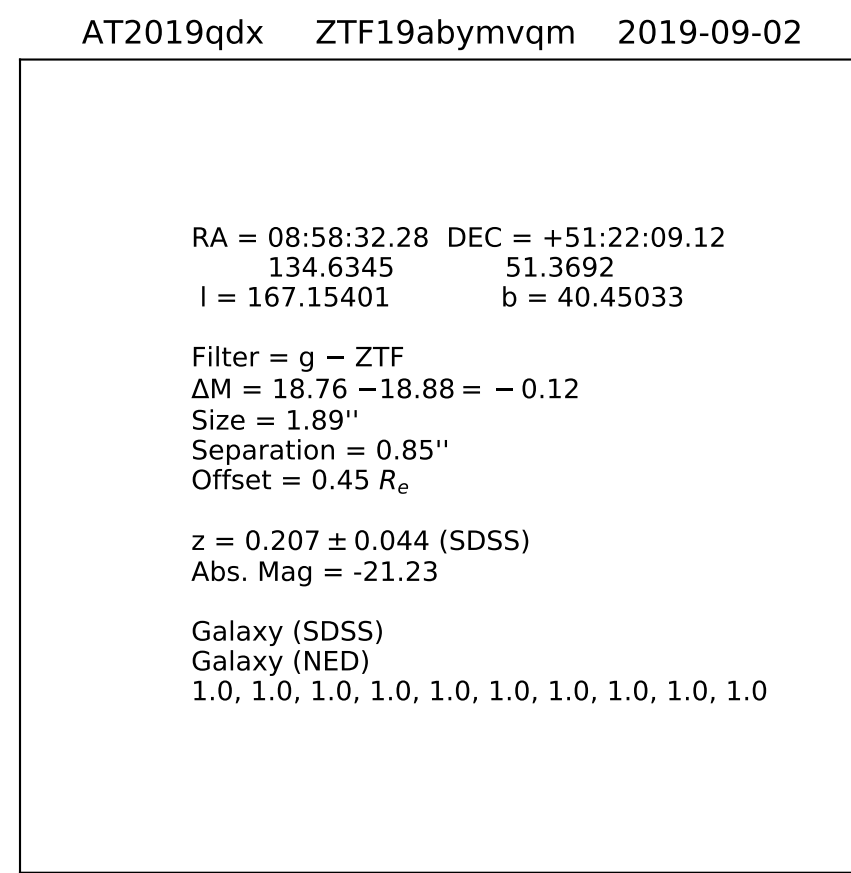 AT2019qdx ZTF19abymvqm 2019-09-02
RA = 08:58:32.28 DEC = +51:22:09.12
134.6345 51.3692
l = 167.15401 b = 40.45033
Filter = g − ZTF
ΔM = 18.76 −18.88 = − 0.12
Size = 1.89''
Separation = 0.85''
Offset = 0.45 Rₑ
z = 0.207 ± 0.044 (SDSS)
Abs. Mag = -21.23
Galaxy (SDSS)
Galaxy (NED)
1.0, 1.0, 1.0, 1.0, 1.0, 1.0, 1.0, 1.0, 1.0, 1.0